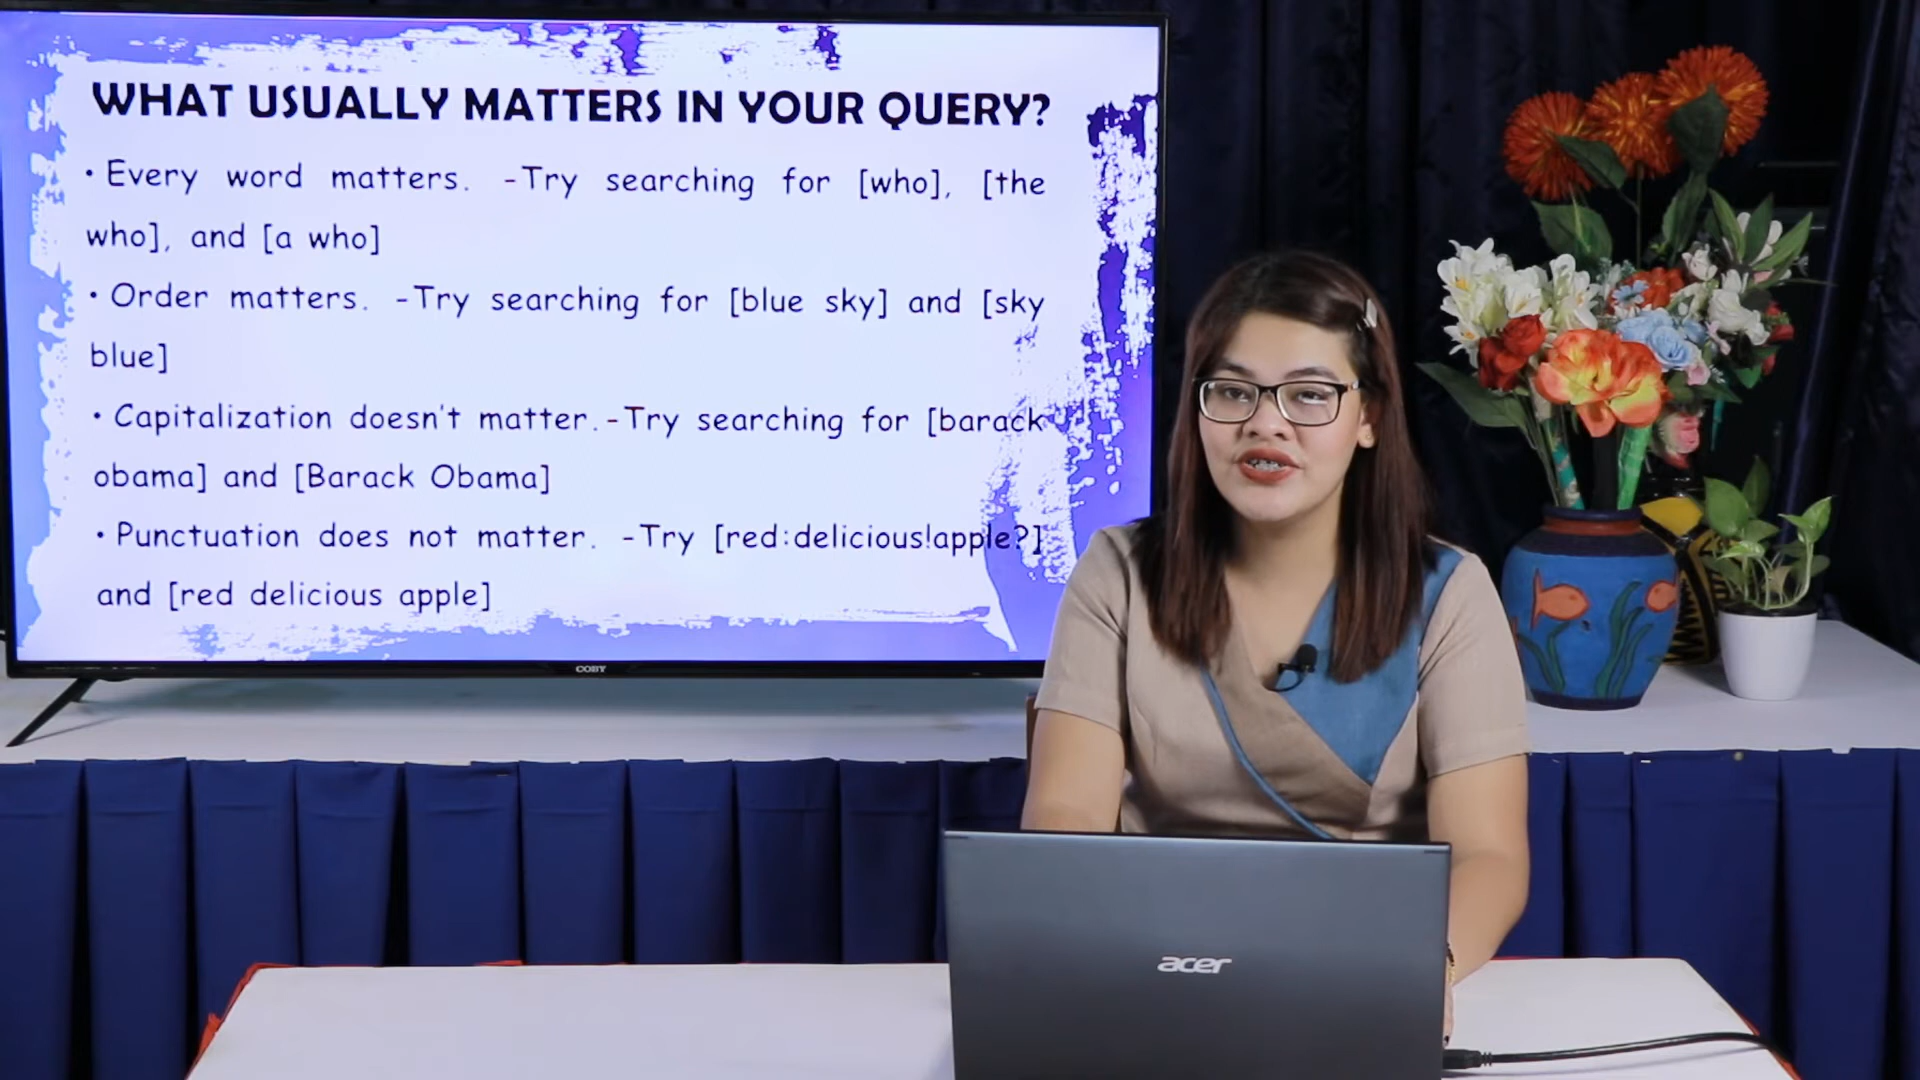 WHAT USUALLY MATTERS IN YOUR QUERY?
• Every word matters. -Try searching for [who], [the
who], and [a who]
• Order matters. -Try searching for [blue sky] and [sky
blue]
• Capitalization doesn't matter.-Try searching for [barack
obama] and [Barack Obama]
• Punctuation does not matter. -Try [red:delicious!apple?]
and [red delicious apple]
COBY
acer